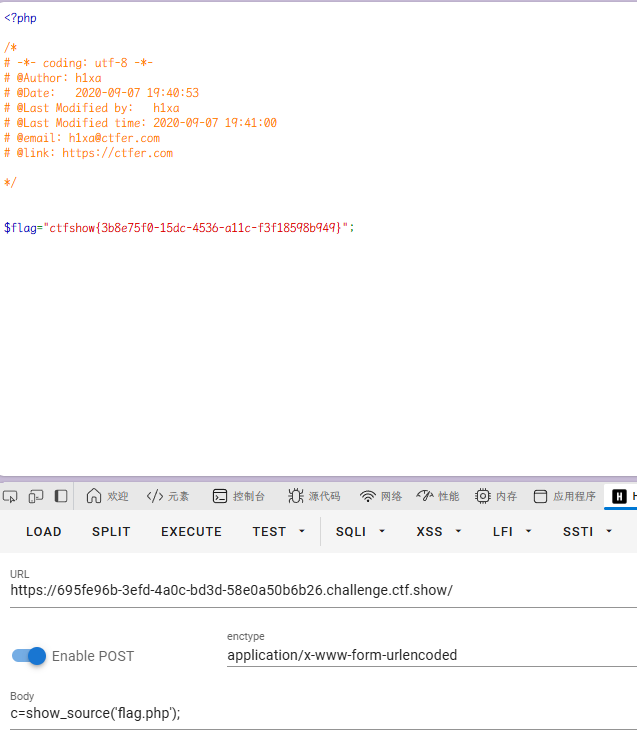 <?php
/*
# -*- coding: utf-8 -*-
# @Author: h1xa
# @Date:   2020-09-07 19:40:53
# @Last Modified by:   h1xa
# @Last Modified time: 2020-09-07 19:41:00
# @email: h1xa@ctfer.com
# @link: https://ctfer.com
*/
$flag="ctfshow{3b8e75f0-15dc-4536-a11c-f3f18598b949}";
欢迎 </> 元素 控制台 源代码 网络 性能 内存 应用程序 H H
LOAD SPLIT EXECUTE TEST SQLI XSS LFI SSTI
URL
https://695fe96b-3efd-4a0c-bd3d-58e0a50b6b26.challenge.ctf.show/
enctype
Enable POST application/x-www-form-urlencoded
Body
c=show_source('flag.php');